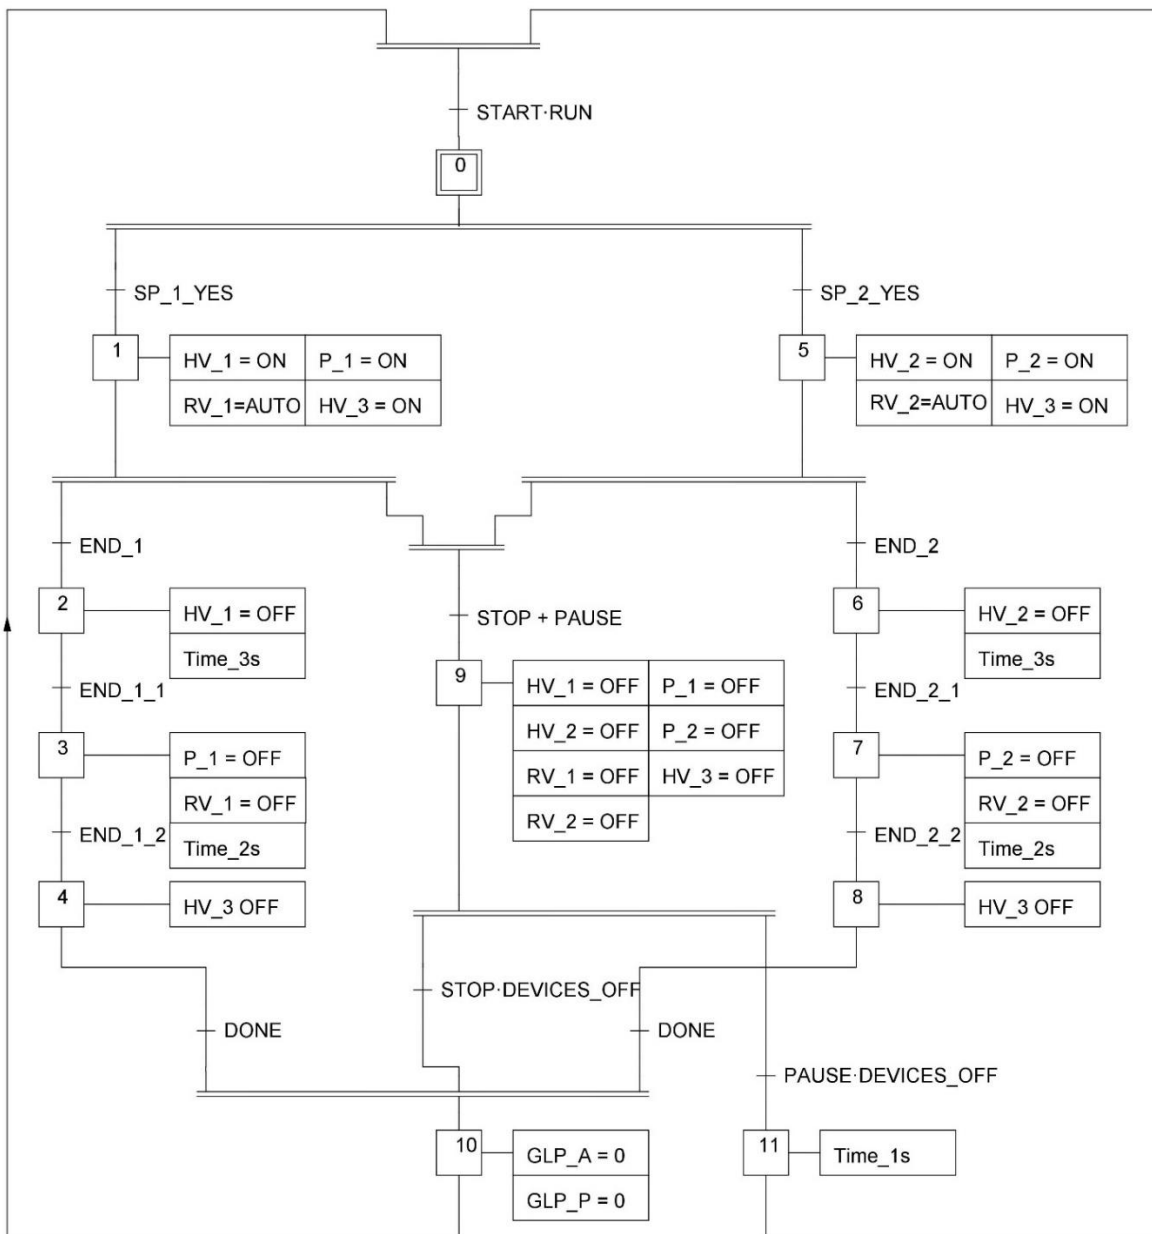 START·RUN
0
SP_1_YES
SP_2_YES
1
HV_1 = ON
P_1 = ON
RV_1=AUTO
HV_3 = ON
5
HV_2 = ON
P_2 = ON
RV_2=AUTO
HV_3 = ON
END_1
END_2
2
HV_1 = OFF
Time_3s
STOP + PAUSE
6
HV_2 = OFF
Time_3s
END_1_1
9
HV_1 = OFF
P_1 = OFF
HV_2 = OFF
P_2 = OFF
RV_1 = OFF
HV_3 = OFF
RV_2 = OFF
END_2_1
3
P_1 = OFF
RV_1 = OFF
Time_2s
7
P_2 = OFF
RV_2 = OFF
Time_2s
END_1_2
END_2_2
4
HV_3 OFF
8
HV_3 OFF
STOP·DEVICES_OFF
DONE
DONE
PAUSE·DEVICES_OFF
10
GLP_A = 0
GLP_P = 0
11
Time_1s